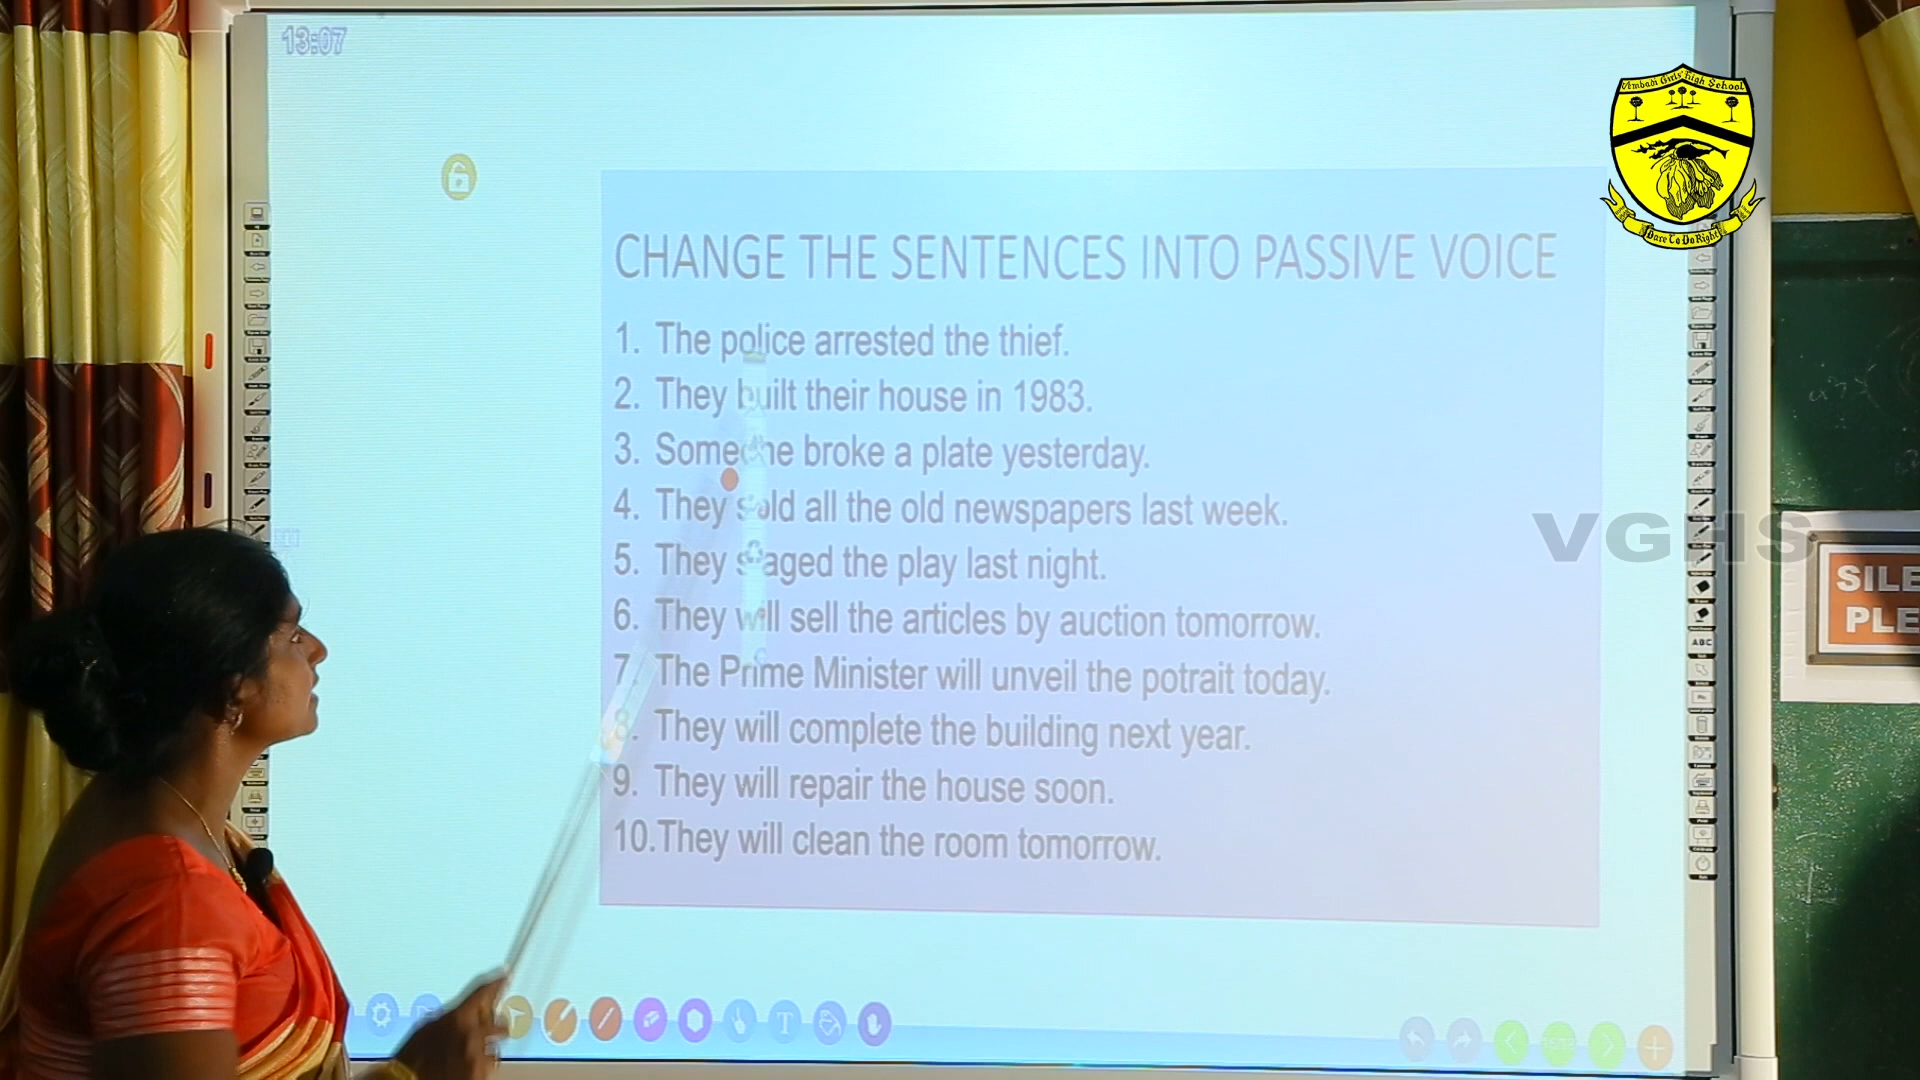 13:07
Vembadi Girls' High School
Dare To Do Right
CHANGE THE SENTENCES INTO PASSIVE VOICE
1. The police arrested the thief.
2. They built their house in 1983.
3. Someone broke a plate yesterday.
4. They sold all the old newspapers last week.
5. They staged the play last night.
6. They will sell the articles by auction tomorrow.
7. The Prime Minister will unveil the potrait today.
8. They will complete the building next year.
9. They will repair the house soon.
10.They will clean the room tomorrow.
VGHS
SILE
PLE
ABC